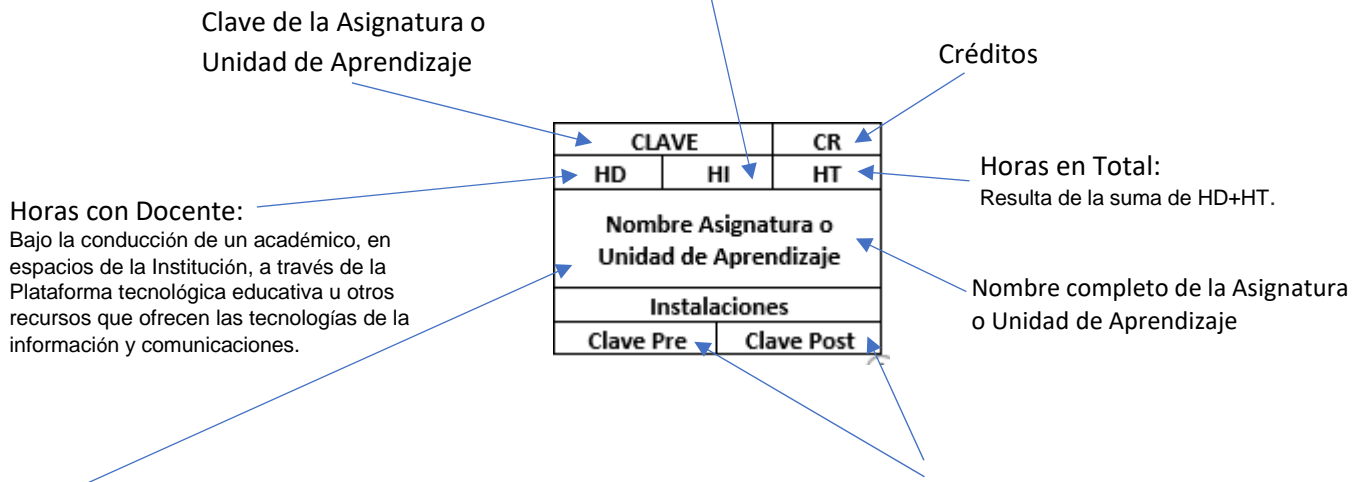 Clave de la Asignatura o
Unidad de Aprendizaje
Créditos
CLAVE CR
HD HI HT
Nombre Asignatura o
Unidad de Aprendizaje
Instalaciones
Clave Pre Clave Post
Horas en Total:
Resulta de la suma de HD+HT.
Horas con Docente:
Bajo la conducción de un académico, en
espacios de la Institución, a través de la
Plataforma tecnológica educativa u otros
recursos que ofrecen las tecnologías de la
información y comunicaciones.
Nombre completo de la Asignatura
o Unidad de Aprendizaje